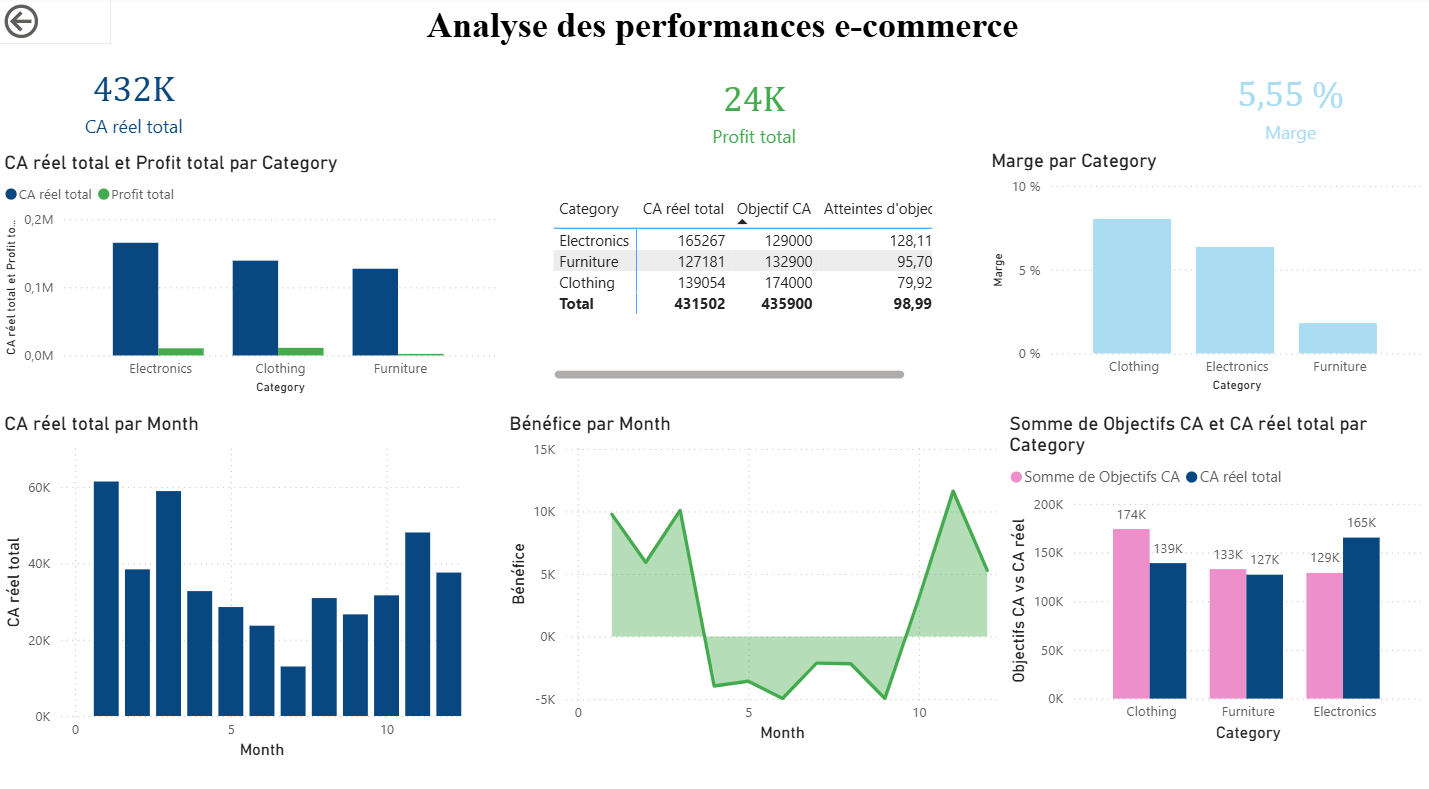 Analyse des performances e-commerce
432K
CA réel total
24K
Profit total
5,55 %
Marge
CA réel total et Profit total par Category
CA réel total Profit total
CA réel total et Profit to...
0,2M
0,1M
0,0M
Electronics Clothing Furniture
Category
Category CA réel total Objectif CA Atteintes d'objec
Electronics 165267 129000 128,11
Furniture 127181 132900 95,70
Clothing 139054 174000 79,92
Total 431502 435900 98,99
Marge par Category
Marge
10 %
5 %
0 %
Clothing Electronics Furniture
Category
CA réel total par Month
CA réel total
60K
40K
20K
0K
0 5 10
Month
Bénéfice par Month
Bénéfice
15K
10K
5K
0K
-5K
0 5 10
Month
Somme de Objectifs CA et CA réel total par
Category
Somme de Objectifs CA CA réel total
Objectifs CA vs CA réel
200K
150K
100K
50K
0K
174K 139K 133K 127K 129K 165K
Clothing Furniture Electronics
Category